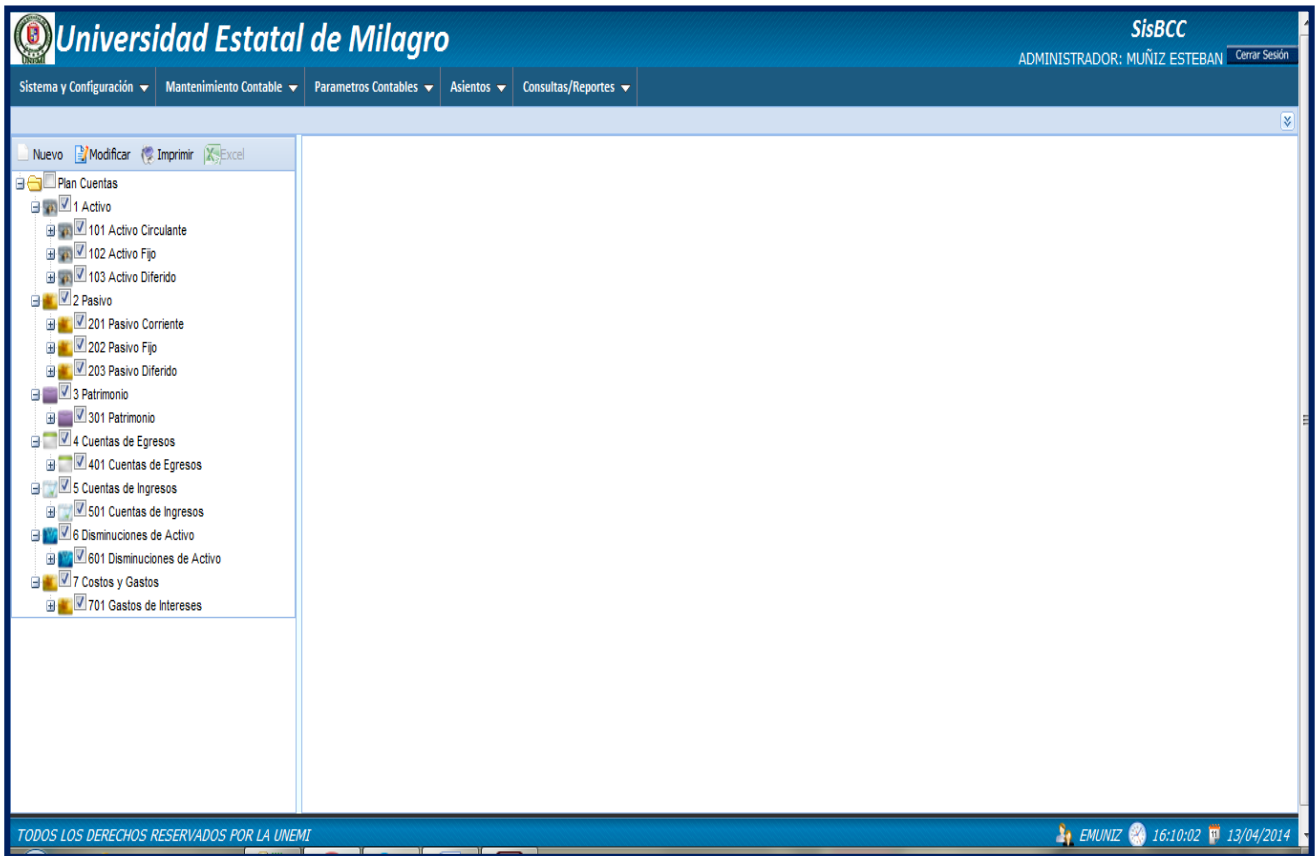 Universidad Estatal de Milagro
SisBCC
ADMINISTRADOR: MUÑIZ ESTEBAN Cerrar Sesión
Sistema y Configuración Mantenimiento Contable Parametros Contables Asientos Consultas/Reportes
Nuevo Modificar Imprimir Excel
Plan Cuentas
1 Activo
101 Activo Circulante
102 Activo Fijo
103 Activo Diferido
2 Pasivo
201 Pasivo Corriente
202 Pasivo Fijo
203 Pasivo Diferido
3 Patrimonio
301 Patrimonio
4 Cuentas de Egresos
401 Cuentas de Egresos
5 Cuentas de Ingresos
501 Cuentas de Ingresos
6 Disminuciones de Activo
601 Disminuciones de Activo
7 Costos y Gastos
701 Gastos de Intereses
TODOS LOS DERECHOS RESERVADOS POR LA UNEMI
EMUNIZ 16:10:02 13/04/2014